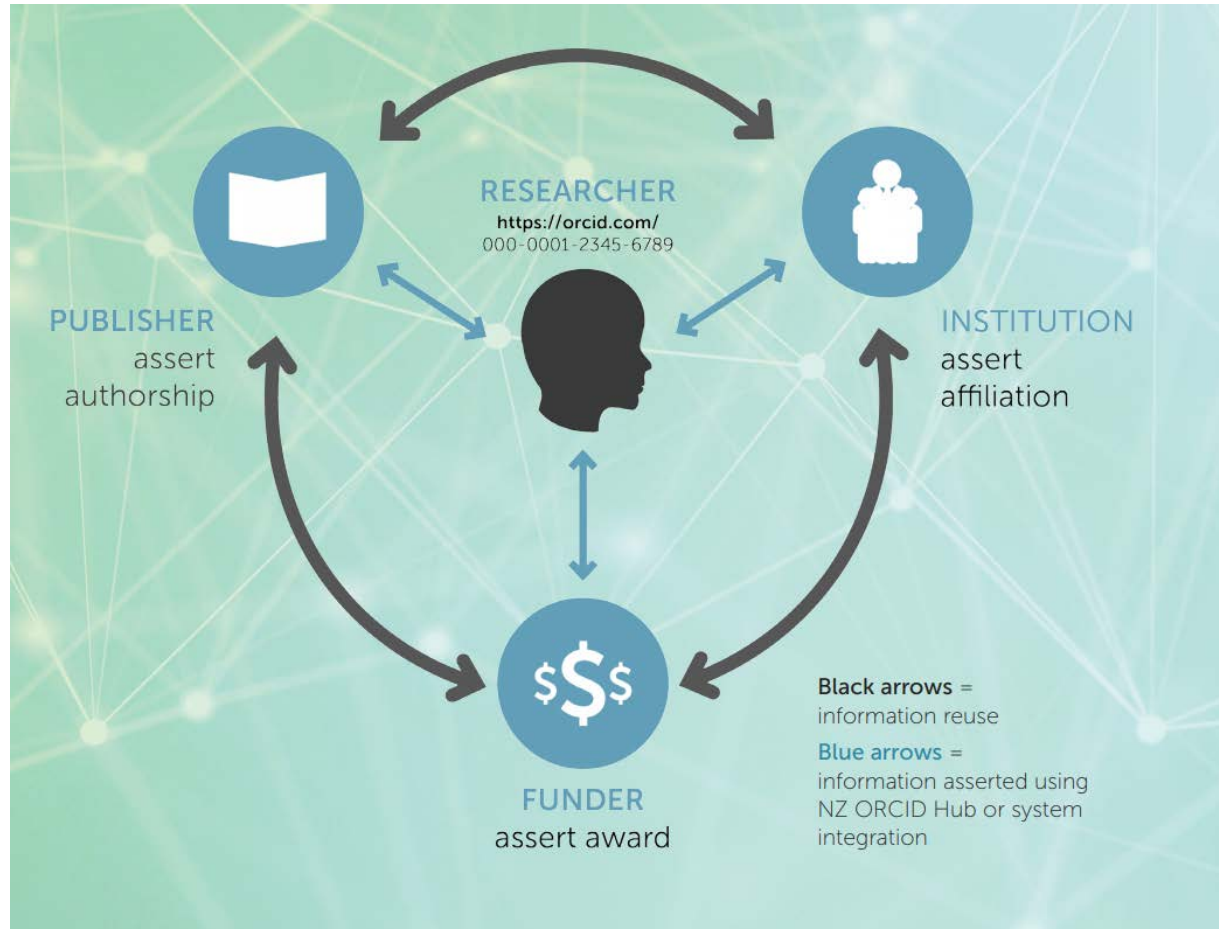 RESEARCHER
https://orcid.com/
000-0001-2345-6789
PUBLISHER
assert
authorship
INSTITUTION
assert
affiliation
$$$
FUNDER
assert award
Black arrows =
information reuse
Blue arrows =
information asserted using
NZ ORCID Hub or system
integration